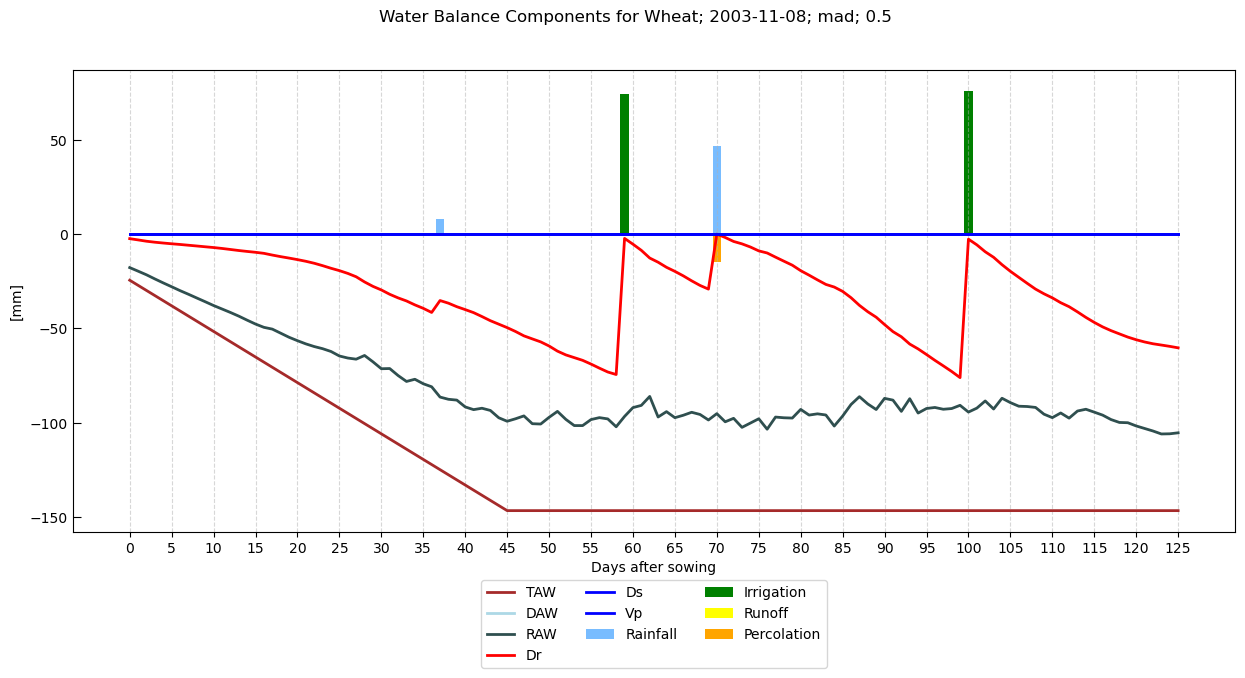 Water Balance Components for Wheat; 2003-11-08; mad; 0.5
50
0
−50
−100
−150
[mm]
0 5 10 15 20 25 30 35 40 45 50 55 60 65 70 75 80 85 90 95 100 105 110 115 120 125
Days after sowing
TAW Ds Irrigation
DAW Vp Runoff
RAW Rainfall Percolation
Dr